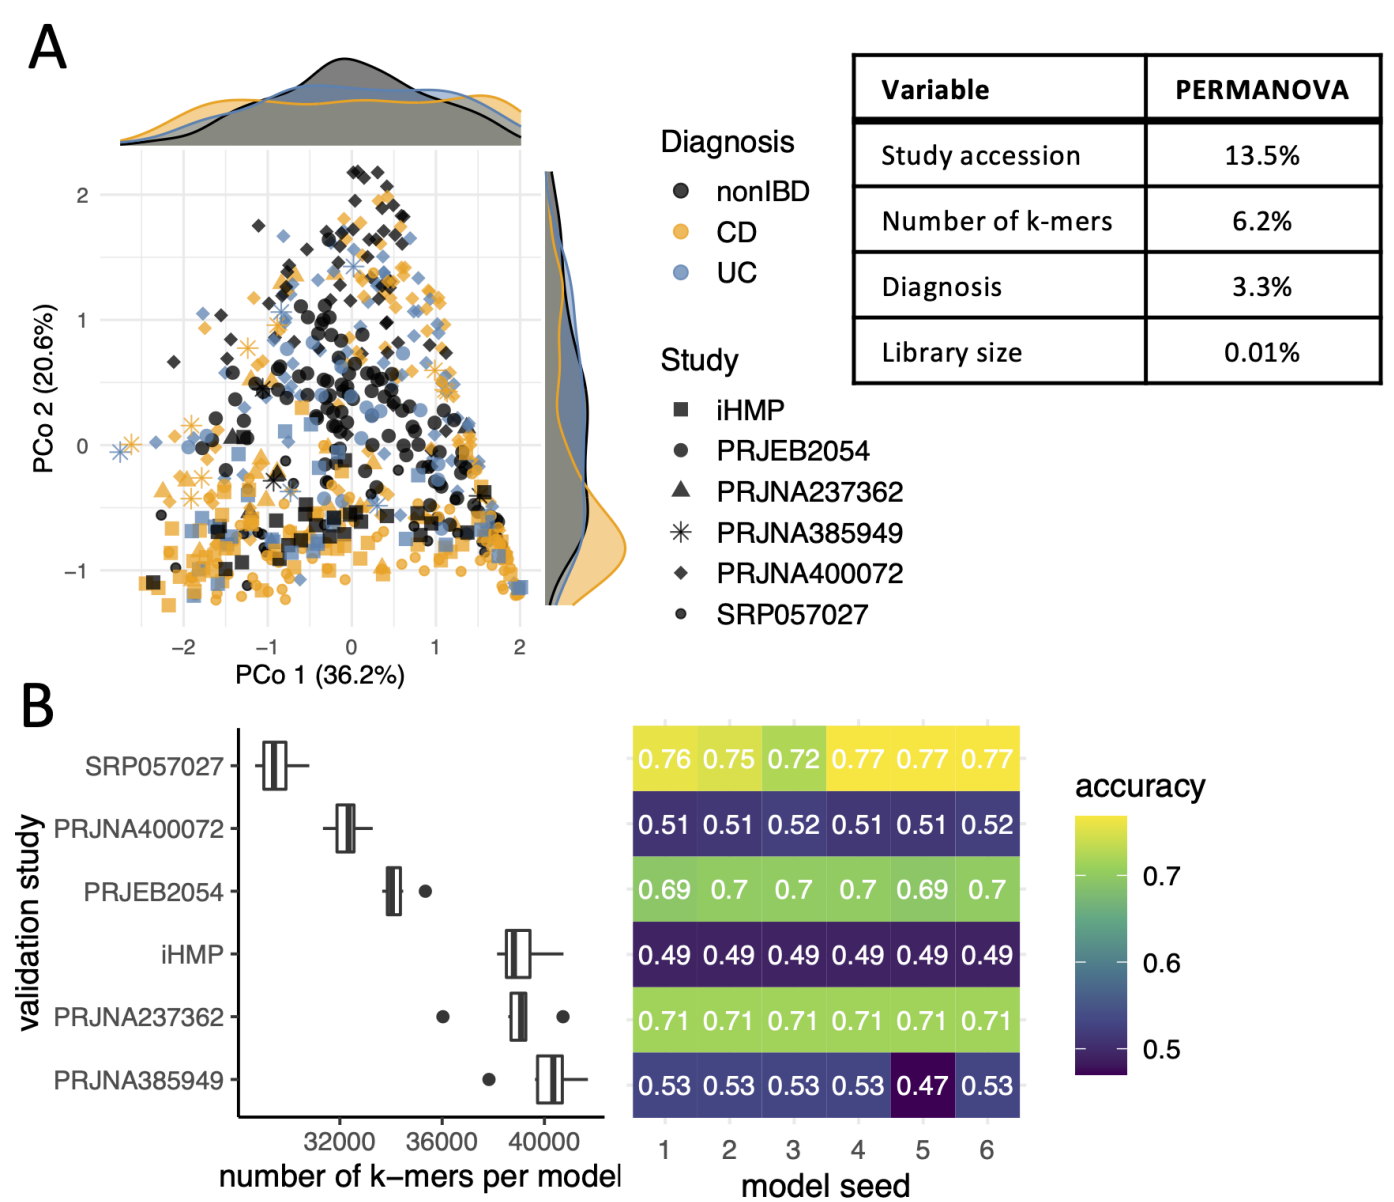 A
Variable PERMANOVA
Study accession 13.5%
Number of k-mers 6.2%
Diagnosis 3.3%
Library size 0.01%
Diagnosis
nonIBD
CD
UC
Study
iHMP
PRJEB2054
PRJNA237362
PRJNA385949
PRJNA400072
SRP057027
PCo 2 (20.6%)
2
1
0
−1
−2 −1 0 1 2
PCo 1 (36.2%)
B
validation study
SRP057027
PRJNA400072
PRJEB2054
iHMP
PRJNA237362
PRJNA385949
32000 36000 40000
number of k−mers per model
0.76 0.75 0.72 0.77 0.77 0.77
0.51 0.51 0.52 0.51 0.51 0.52
0.69 0.7 0.7 0.7 0.69 0.7
0.49 0.49 0.49 0.49 0.49 0.49
0.71 0.71 0.71 0.71 0.71 0.71
0.53 0.53 0.53 0.53 0.47 0.53
1 2 3 4 5 6
model seed
accuracy
0.7
0.6
0.5